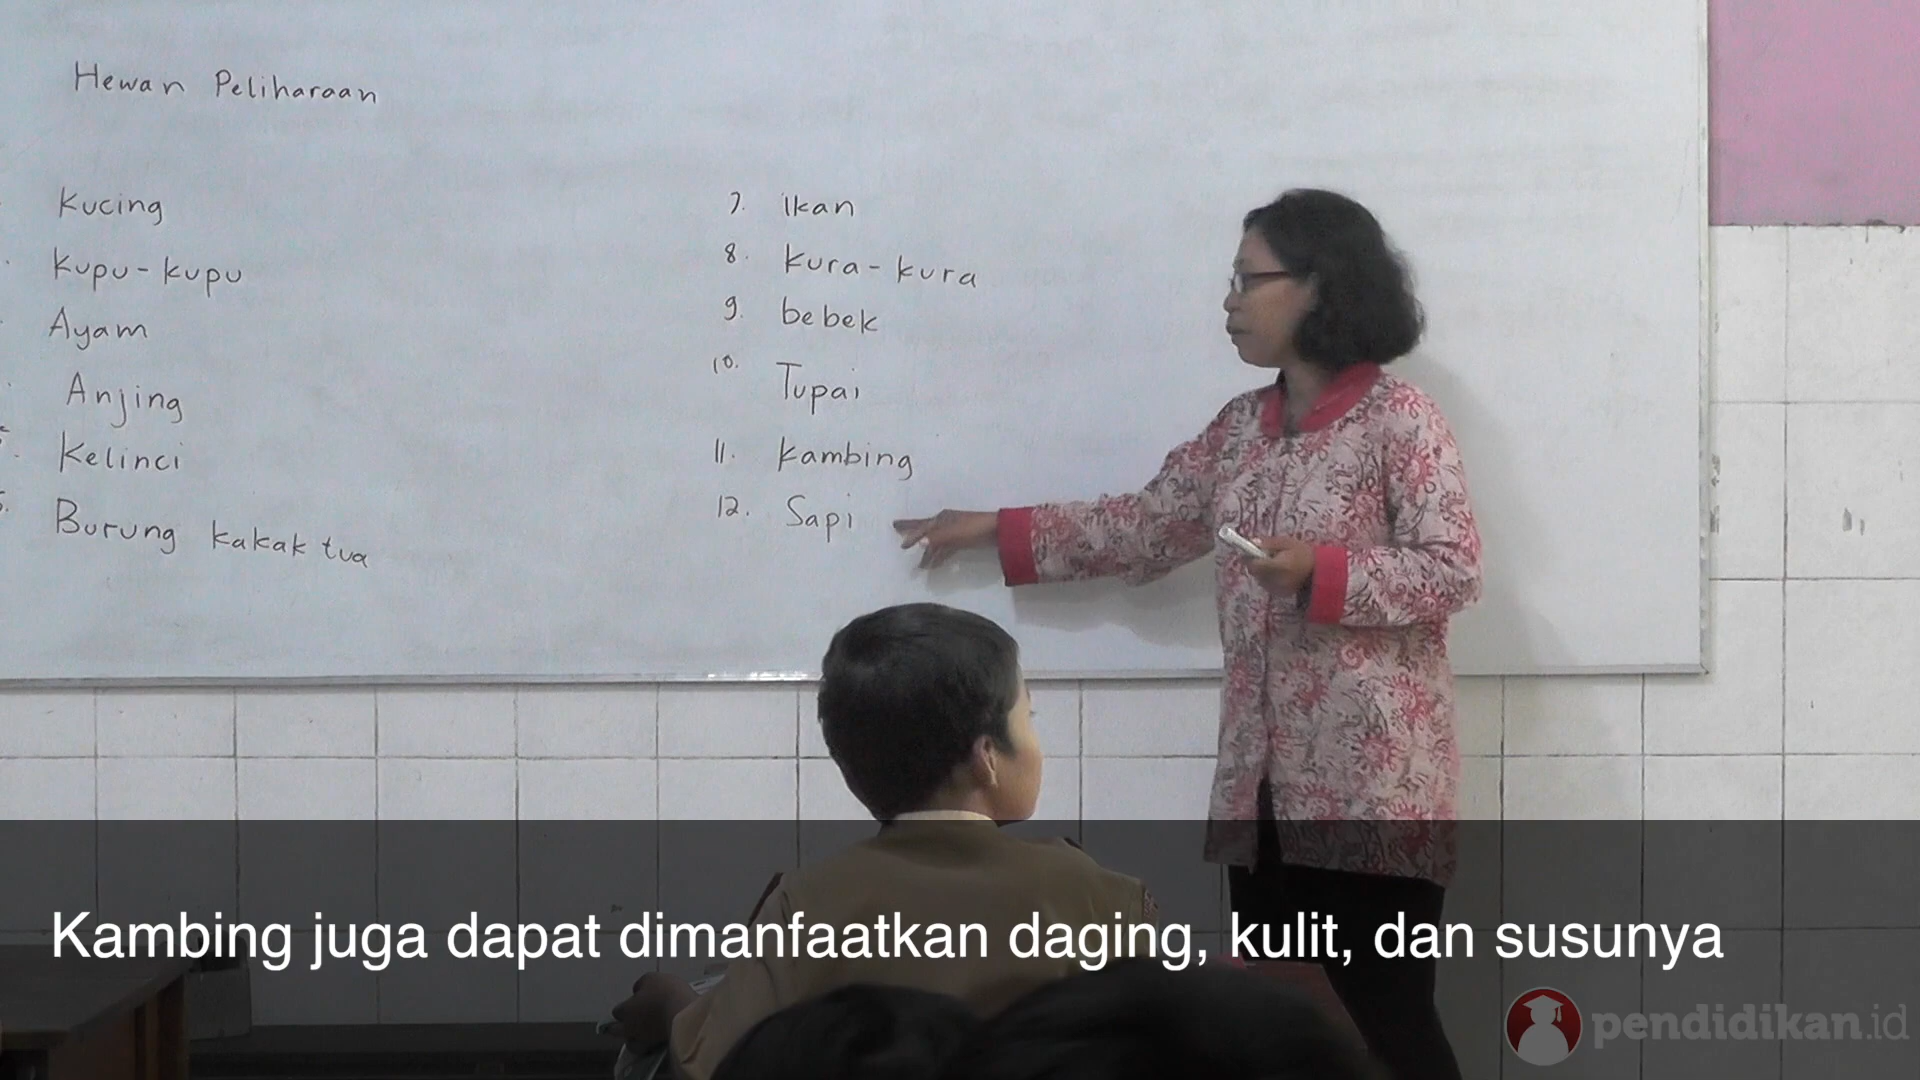 Hewan Peliharaan
Kucing
Kupu-kupu
Ayam
Anjing
Kelinci
Burung kakak tua
7. Ikan
8. Kura-kura
9. bebek
10. Tupai
11. kambing
12. Sapi
Kambing juga dapat dimanfaatkan daging, kulit, dan susunya
pendidikan.id